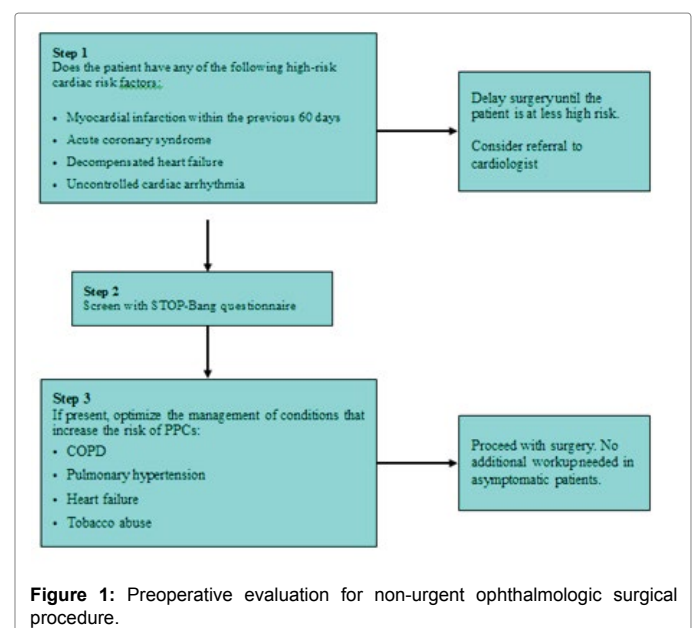 Step 1
Does the patient have any of the following high-risk
cardiac risk factors:
• Myocardial infarction within the previous 60 days
• Acute coronary syndrome
• Decompensated heart failure
• Uncontrolled cardiac arrhythmia
Delay surgery until the
patient is at less high risk.
Consider referral to
cardiologist
Step 2
Screen with STOP-Bang questionnaire
Step 3
If present, optimize the management of conditions that
increase the risk of PPCs:
• COPD
• Pulmonary hypertension
• Heart failure
• Tobacco abuse
Proceed with surgery. No
additional workup needed in
asymptomatic patients.
Figure 1: Preoperative evaluation for non-urgent ophthalmologic surgical
procedure.